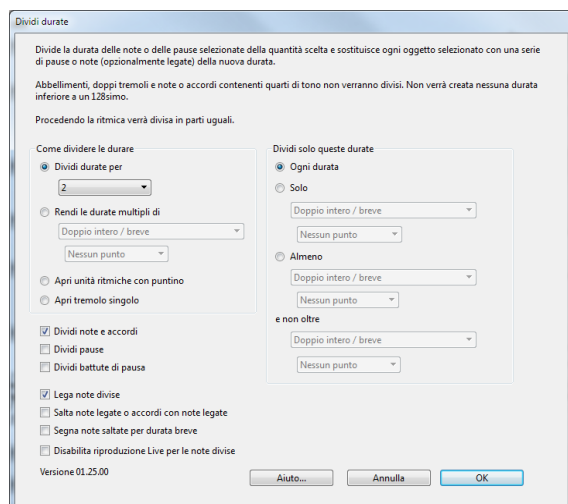 Dividi durate
Divide la durata delle note o delle pause selezionate della quantità scelta e sostituisce ogni oggetto selezionato con una serie
di pause o note (opzionalmente legate) della nuova durata.
Abbellimenti, doppi tremoli e note o accordi contenenti quarti di tono non verranno divisi. Non verrà creata nessuna durata
inferiore a un 128simo.
Procedendo la ritmica verrà divisa in parti uguali.
Come dividere le durare
Dividi durate per
2
Rendi le durate multipli di
Doppio intero / breve
Nessun punto
Apri unità ritmiche con puntino
Apri tremolo singolo
Dividi note e accordi
Dividi pause
Dividi battute di pausa
Lega note divise
Salta note legate o accordi con note legate
Segna note saltate per durata breve
Disabilita riproduzione Live per le note divise
Versione 01.25.00
Dividi solo queste durate
Ogni durata
Solo
Doppio intero / breve
Nessun punto
Almeno
Doppio intero / breve
Nessun punto
e non oltre
Doppio intero / breve
Nessun punto
Aiuto...
Annulla
OK